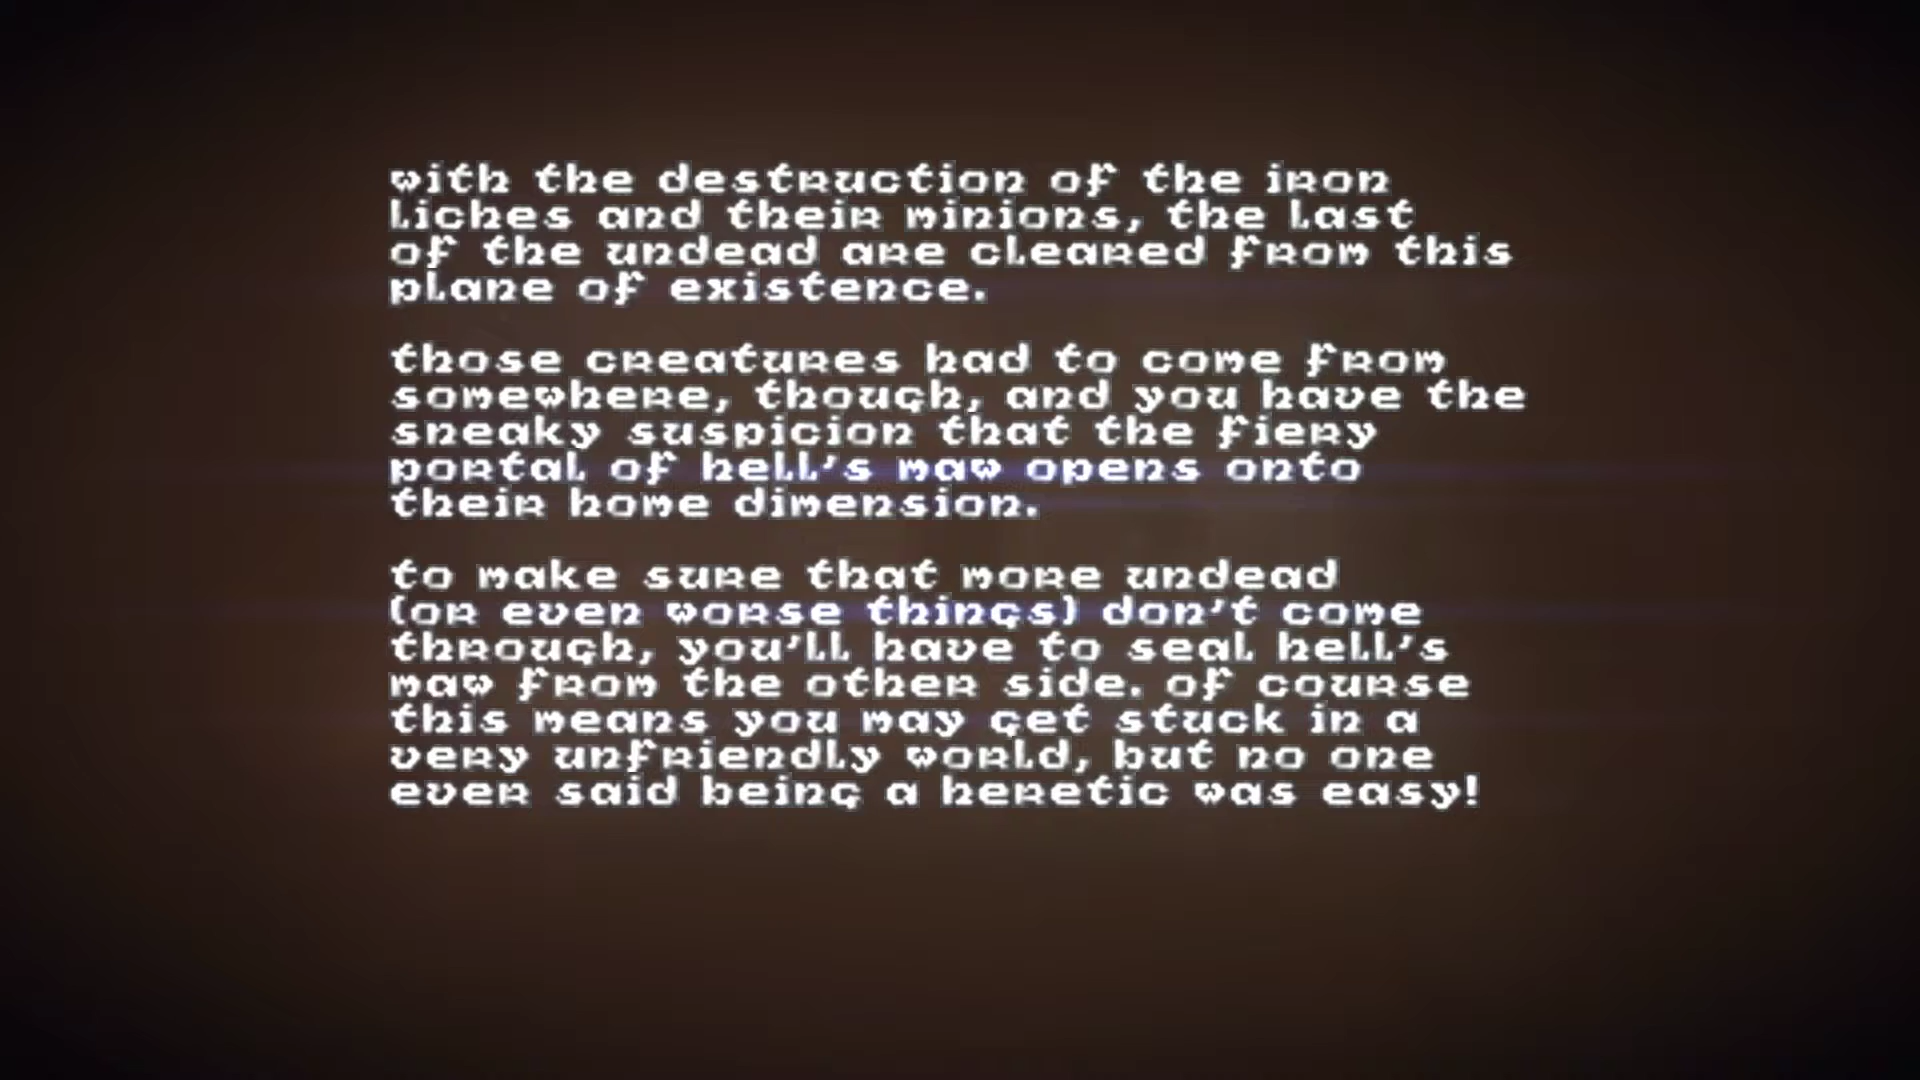 with the destruction of the iron
liches and their minions, the last
of the undead are cleared from this
plane of existence.
those creatures had to come from
somewhere, though, and you have the
sneaky suspicion that the fiery
portal of hell's maw opens onto
their home dimension.
to make sure that more undead
(or even worse things) don't come
through, you'll have to seal hell's
maw from the other side. of course
this means you may get stuck in a
very unfriendly world, but no one
ever said being a heretic was easy!